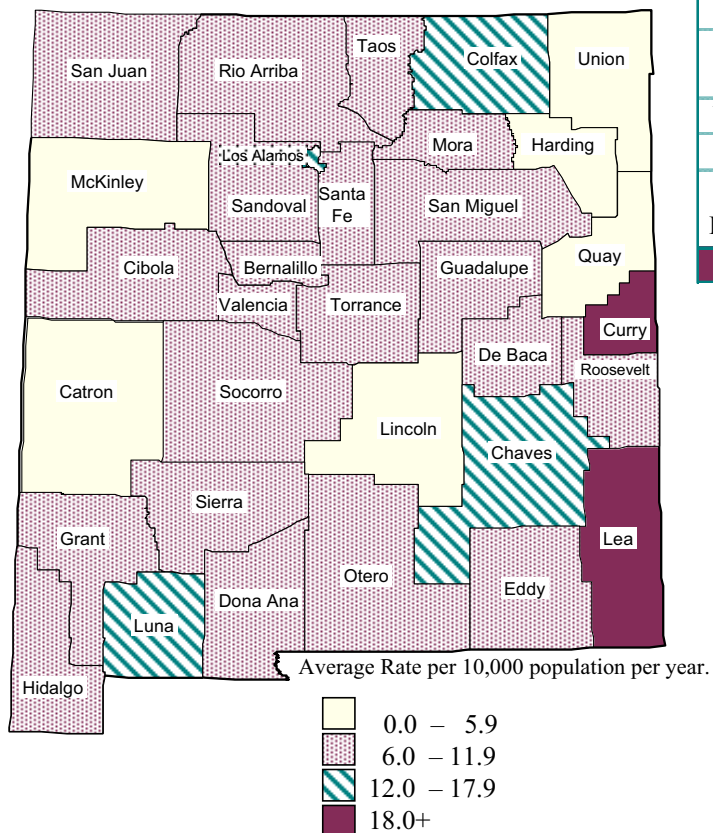 Taos
San Juan
Rio Arriba
Colfax
Union
Mora
Harding
Los Alamos
McKinley
Santa
Fe
Sandoval
San Miguel
Quay
Cibola
Bernalillo
Guadalupe
Valencia
Torrance
Curry
De Baca
Roosevelt
Catron
Socorro
Lincoln
Chaves
Sierra
Grant
Lea
Otero
Eddy
Dona Ana
Luna
Hidalgo
Average Rate per 10,000 population per year.
0.0 – 5.9
6.0 – 11.9
12.0 – 17.9
18.0+